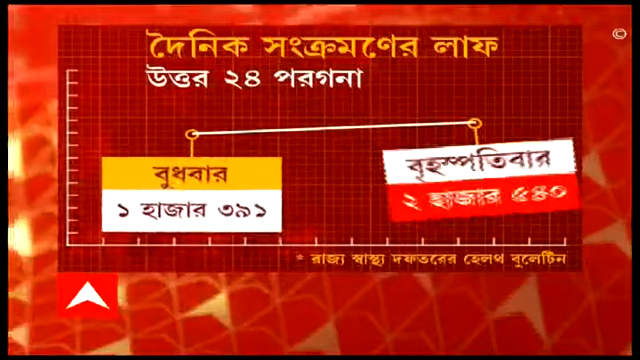 দৈনিক সংক্রমণের লাফ
উত্তর ২৪ পরগনা
বুধবার
১ হাজার ৩৯১
বৃহস্পতিবার
২ হাজার ৫৪০
* রাজ্য স্বাস্থ্য দফতরের হেলথ বুলেটিন
©